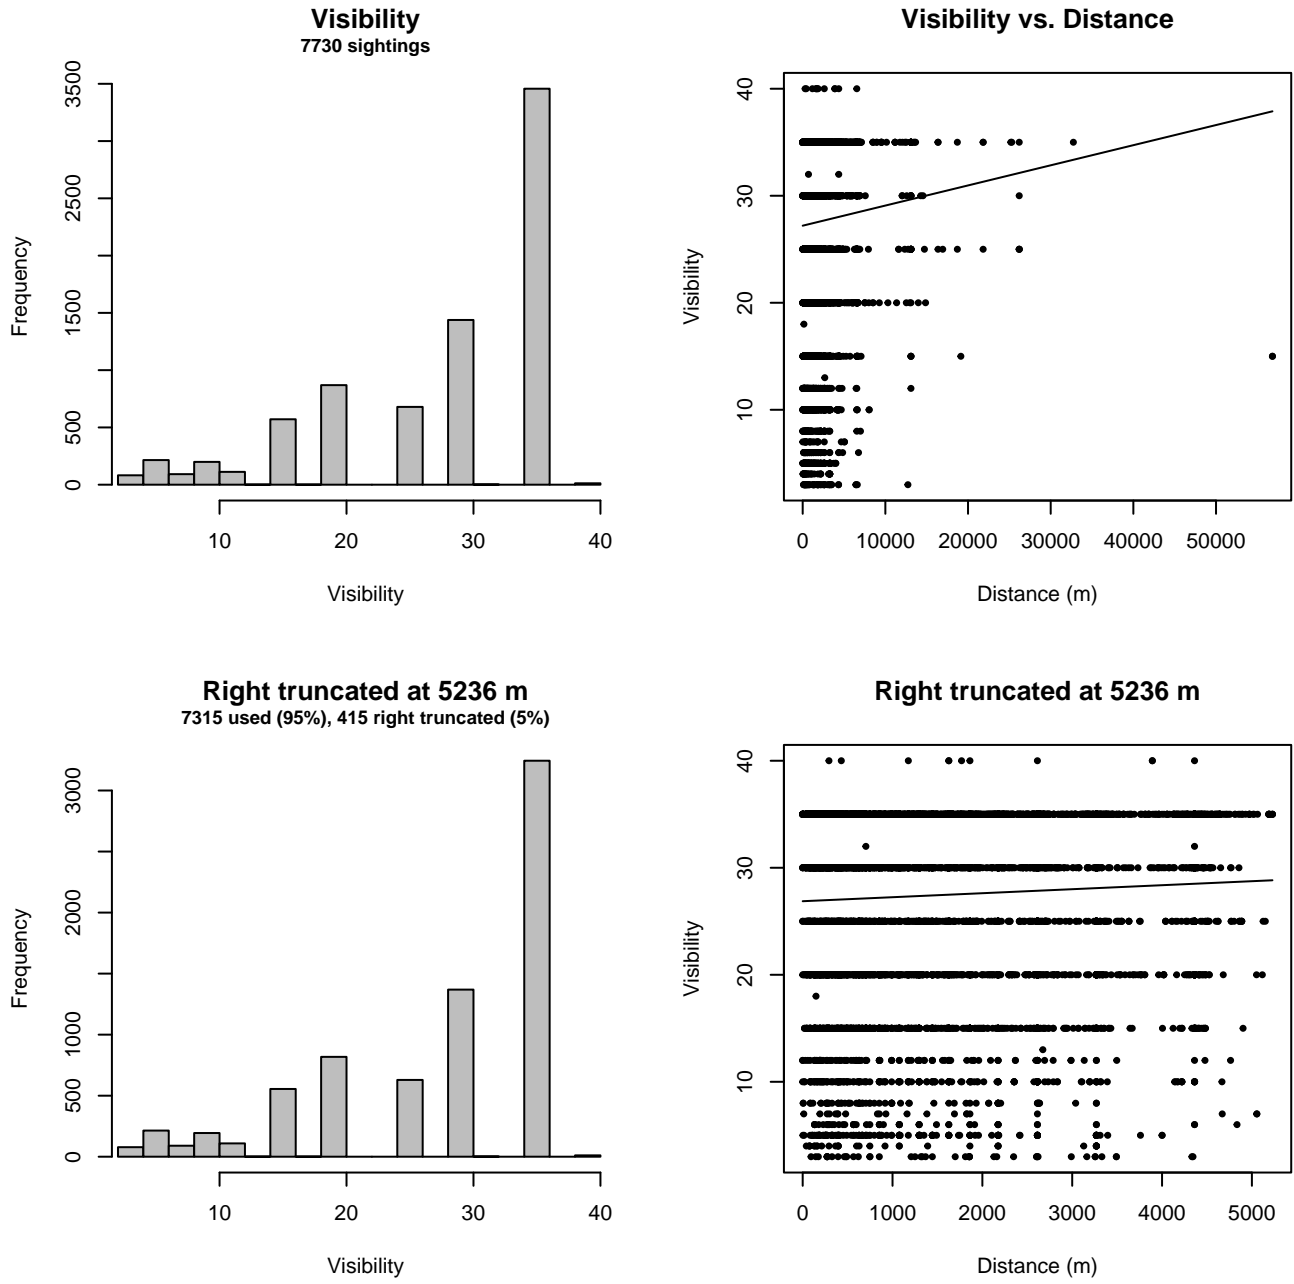 Visibility
7730 sightings
3500
2500
1500
500
0
Frequency
10 20 30 40
Visibility
Visibility vs. Distance
40
30
20
10
Visibility
0 10000 20000 30000 40000 50000
Distance (m)
Right truncated at 5236 m
7315 used (95%), 415 right truncated (5%)
3000
2000
1000
500
0
Frequency
10 20 30 40
Visibility
Right truncated at 5236 m
40
30
20
10
Visibility
0 1000 2000 3000 4000 5000
Distance (m)